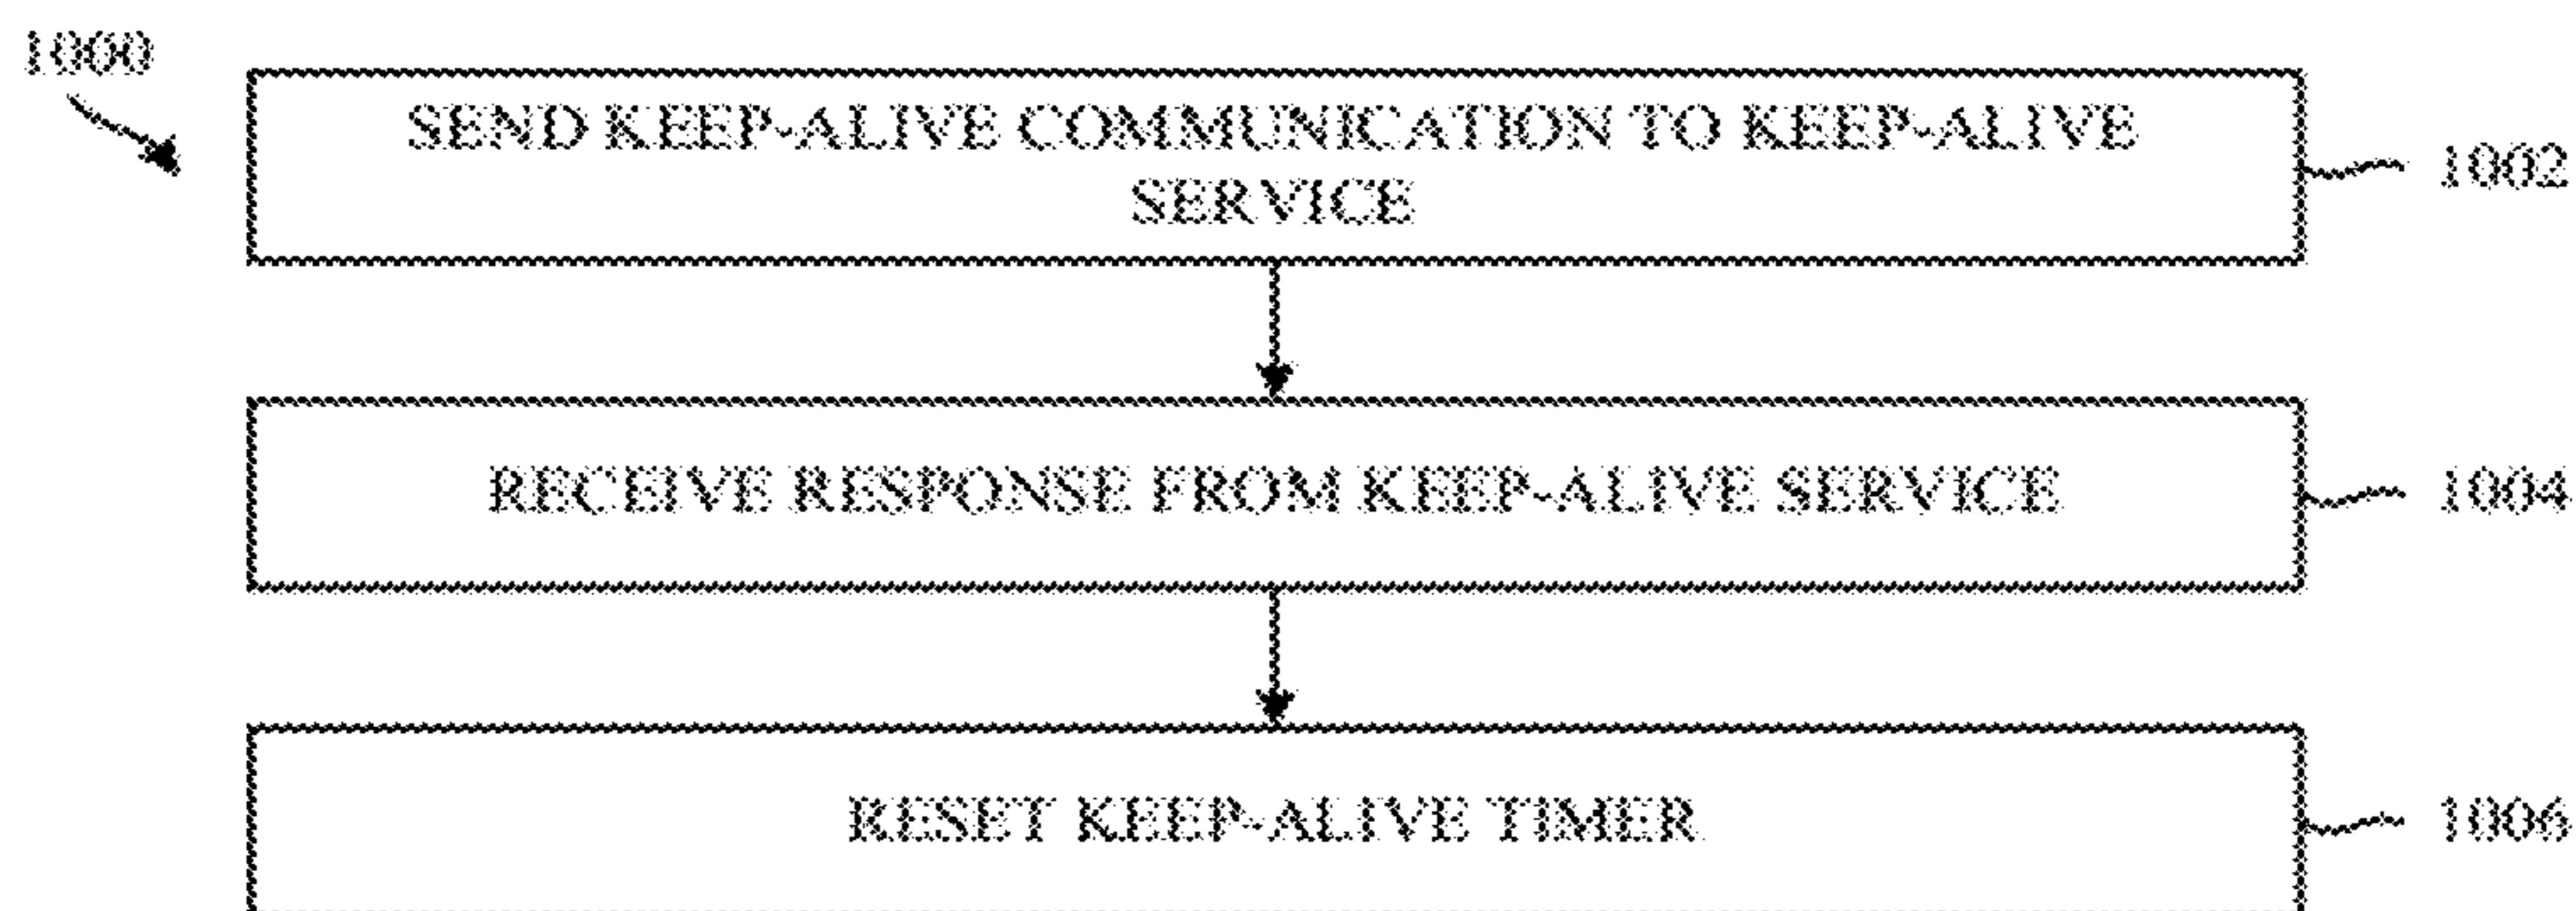 1000
SEND KEEP-ALIVE COMMUNICATION TO KEEP-ALIVE
SERVICE
1002
RECEIVE RESPONSE FROM KEEP-ALIVE SERVICE
1004
RESET KEEP-ALIVE TIMER
1006